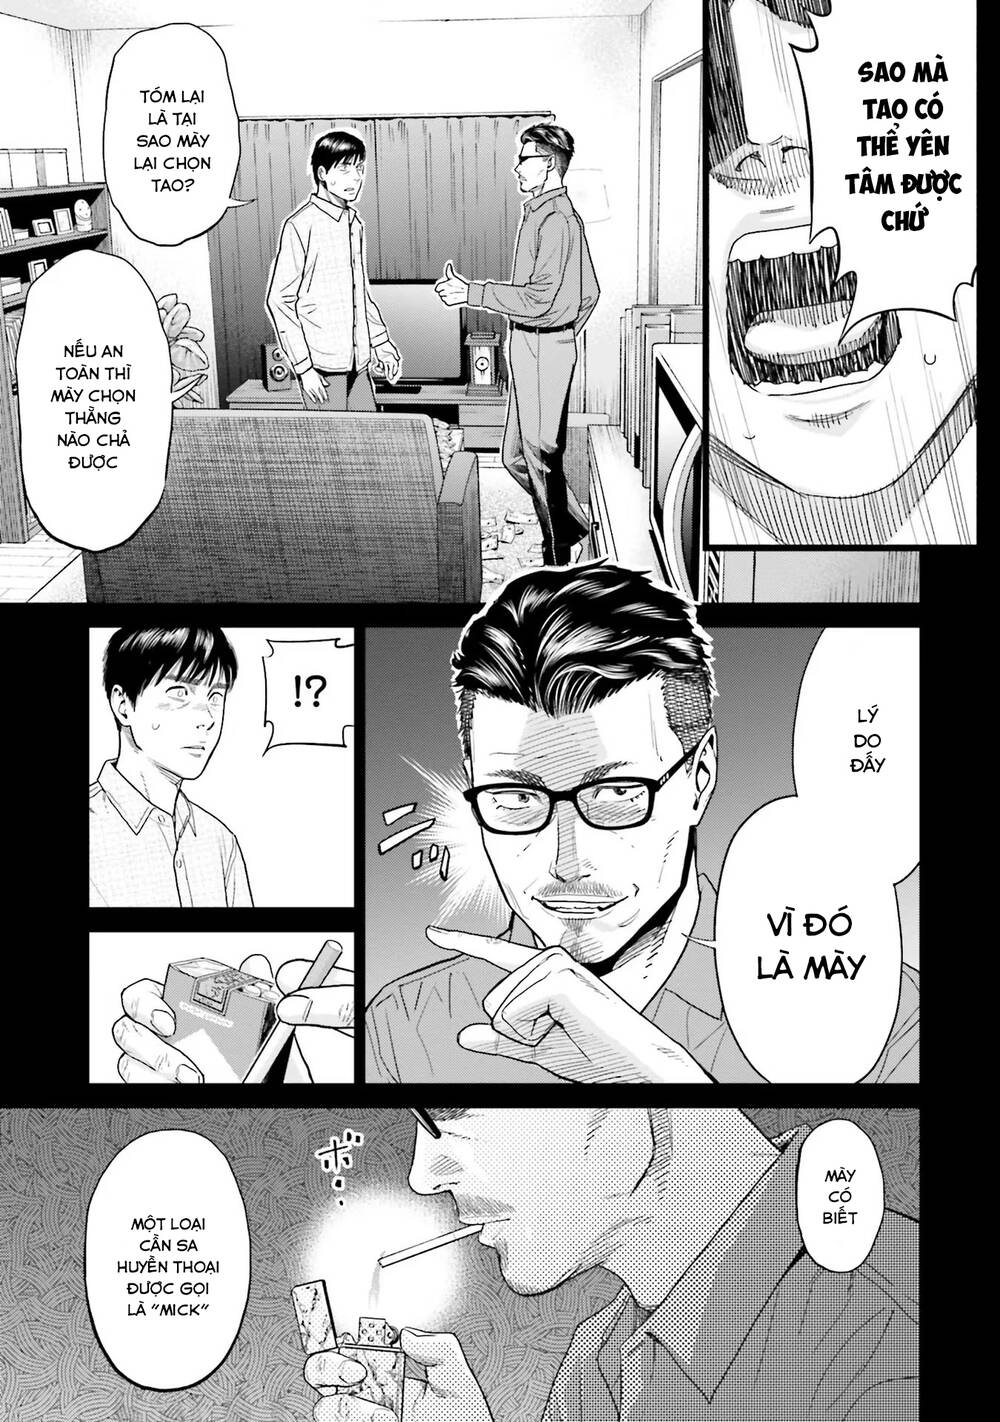 SAO MÀ
TAO CÓ
THỂ YÊN
TÂM ĐƯỢC
CHỨ
TÓM LẠI
LÀ TẠI
SAO MÀY
LẠI CHỌN
TAO?
NẾU AN
TOÀN THÌ
MÀY CHỌN
THẰNG
NÀO CHẢ
ĐƯỢC
LÝ
DO
ĐẤY
VÌ ĐÓ
LÀ MÀY
!?
MÀY
CÓ
BIẾT
ボ
MỘT LOẠI
CẦN SA
HUYỀN THOẠI
ĐƯỢC GỌI
LÀ "MICK"